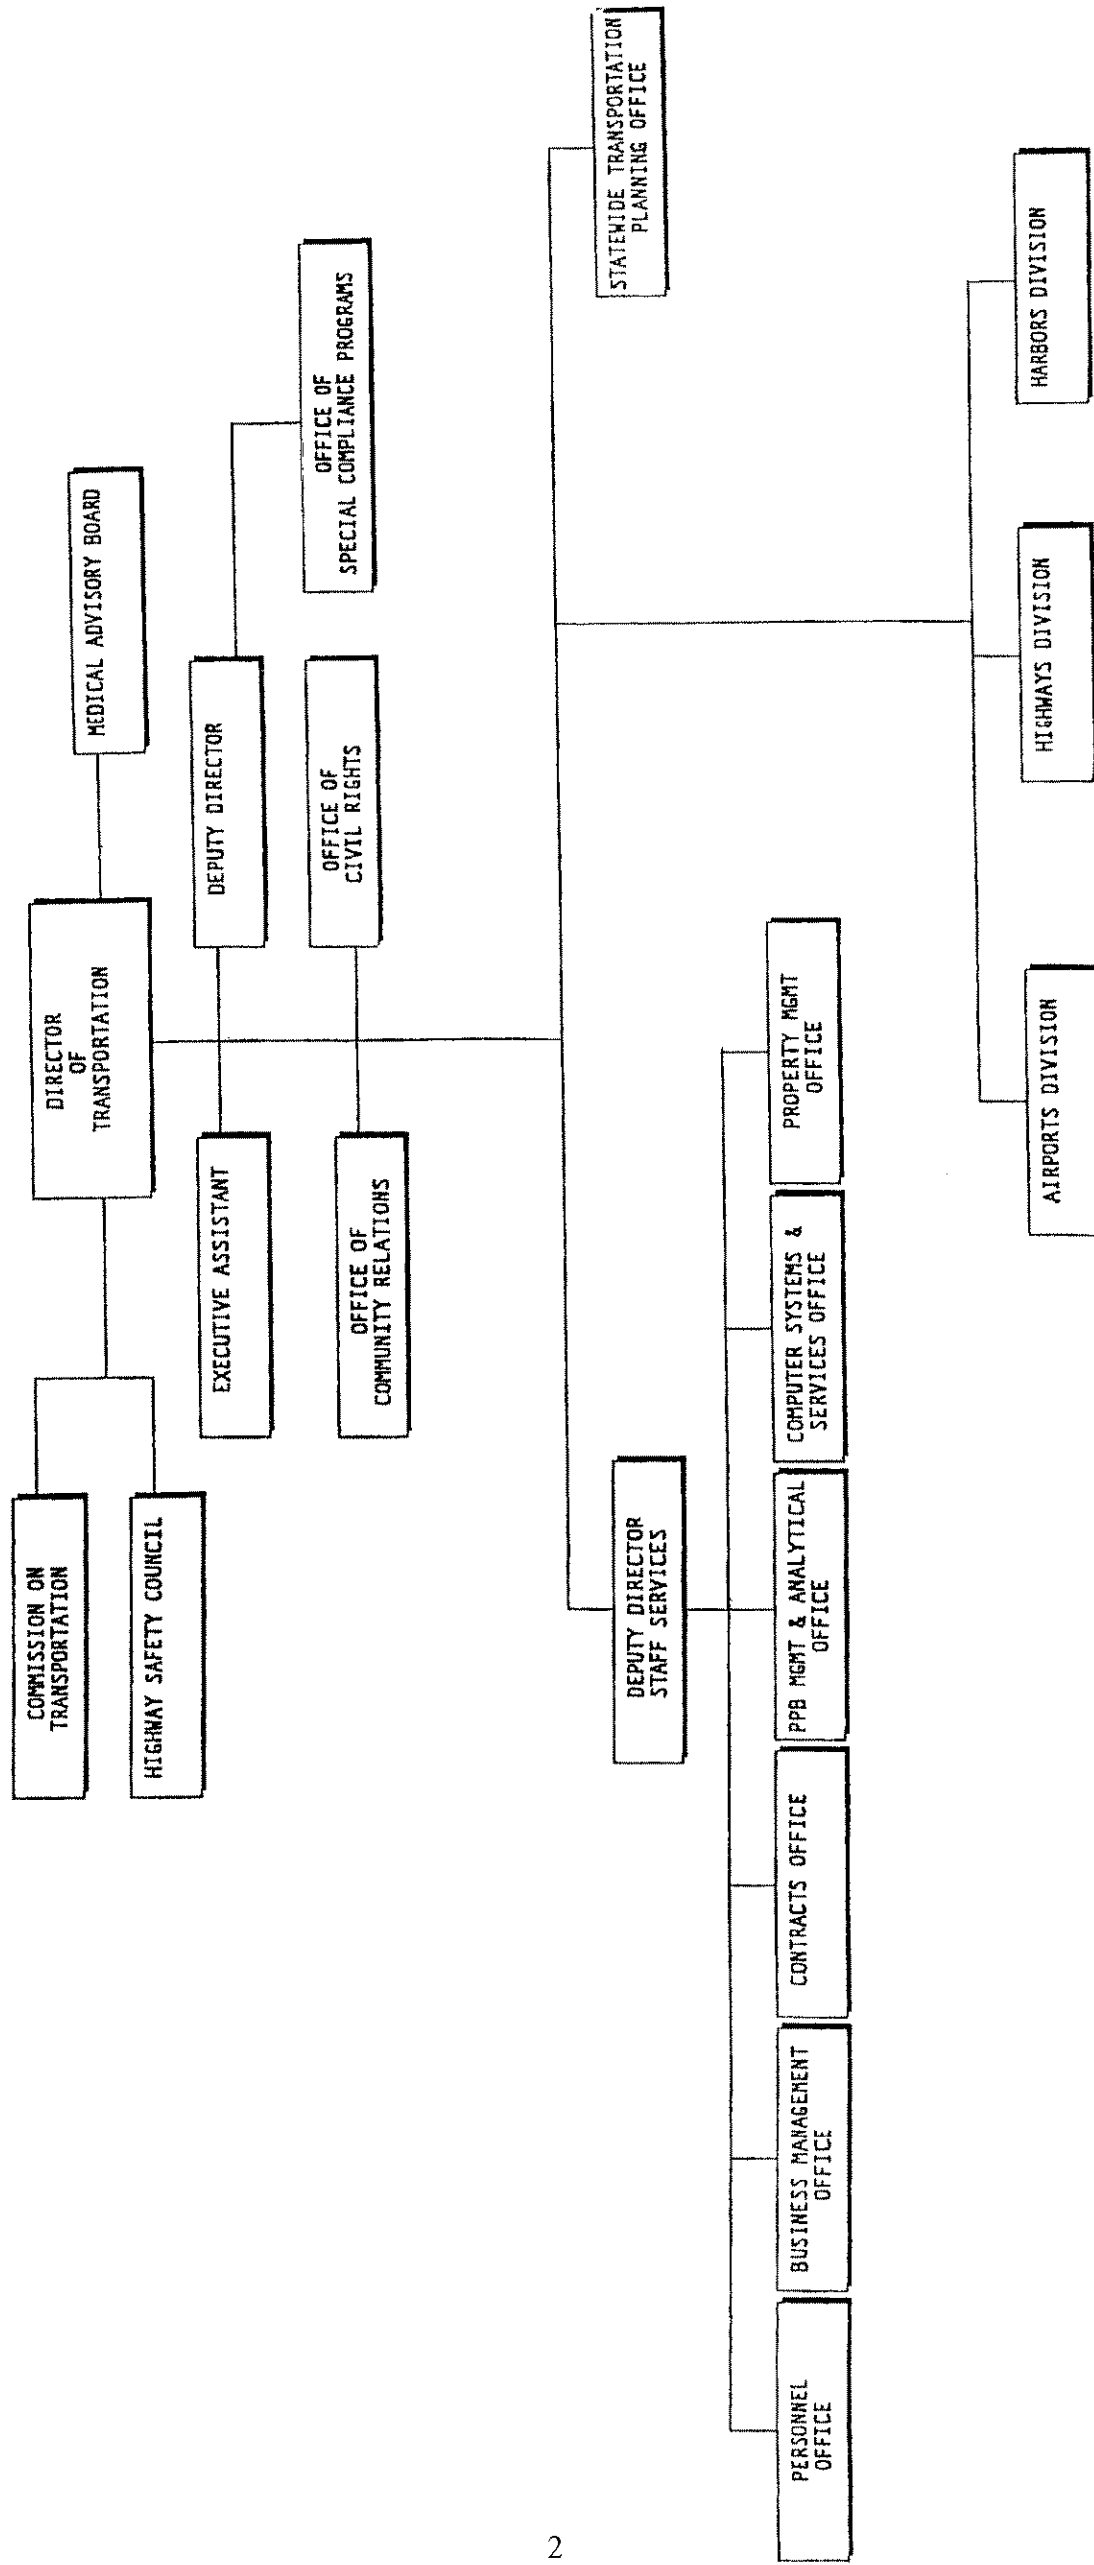 DIRECTOR
OF
TRANSPORTATION
COMMISSION ON
TRANSPORTATION
HIGHWAY SAFETY COUNCIL
MEDICAL ADVISORY BOARD
EXECUTIVE ASSISTANT
DEPUTY DIRECTOR
OFFICE OF
COMMUNITY RELATIONS
OFFICE OF
CIVIL RIGHTS
OFFICE OF
SPECIAL COMPLIANCE PROGRAMS
DEPUTY DIRECTOR
STAFF SERVICES
STATEWIDE TRANSPORTATION
PLANNING OFFICE
PERSONNEL
OFFICE
BUSINESS MANAGEMENT
OFFICE
CONTRACTS OFFICE
PPB MGMT & ANALYTICAL
OFFICE
COMPUTER SYSTEMS &
SERVICES OFFICE
PROPERTY MGMT
OFFICE
AIRPORTS DIVISION
HIGHWAYS DIVISION
HARBORS DIVISION
2